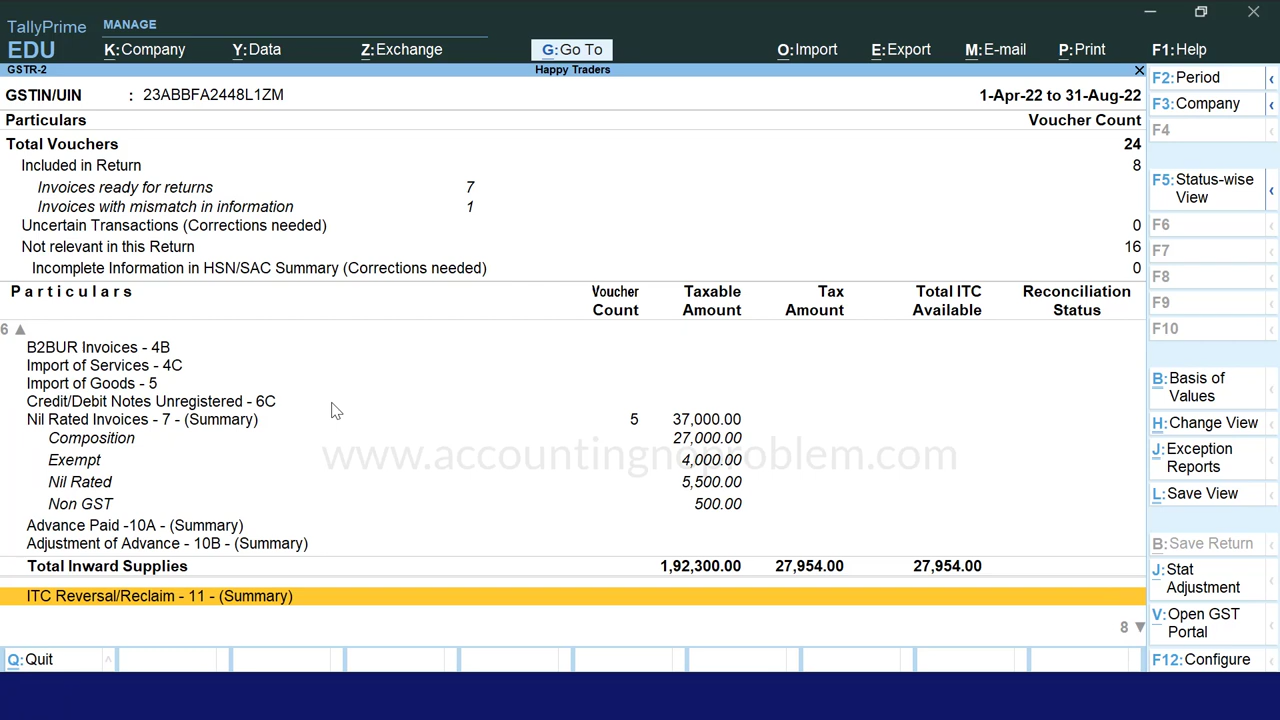 TallyPrime MANAGE
EDU K:Company Y:Data Z:Exchange G:Go To O:Import E:Export M:E-mail P:Print F1:Help
GSTR-2 Happy Traders
GSTIN/UIN : 23ABBFA2448L1ZM 1-Apr-22 to 31-Aug-22
Particulars Voucher Count
Total Vouchers 24
Included in Return 8
Invoices ready for returns 7
Invoices with mismatch in information 1
Uncertain Transactions (Corrections needed) 0
Not relevant in this Return 16
Incomplete Information in HSN/SAC Summary (Corrections needed) 0
Particulars Voucher Count Taxable Amount Tax Amount Total ITC Available Reconciliation Status
6 ▲
B2BUR Invoices - 4B
Import of Services - 4C
Import of Goods - 5
Credit/Debit Notes Unregistered - 6C
Nil Rated Invoices - 7 - (Summary) 5 37,000.00
Composition 27,000.00
Exempt 4,000.00
Nil Rated 5,500.00
Non GST 500.00
www.accountingnoproblem.com
Advance Paid -10A - (Summary)
Adjustment of Advance - 10B - (Summary)
Total Inward Supplies 1,92,300.00 27,954.00 27,954.00
ITC Reversal/Reclaim - 11 - (Summary)
8 ▼
Q:Quit
F2:Period
F3:Company
F4
F5:Status-wise
View
F6
F7
F8
F9
F10
B:Basis of
Values
H:Change View
J:Exception
Reports
L:Save View
B:Save Return
J:Stat
Adjustment
V:Open GST
Portal
F12:Configure